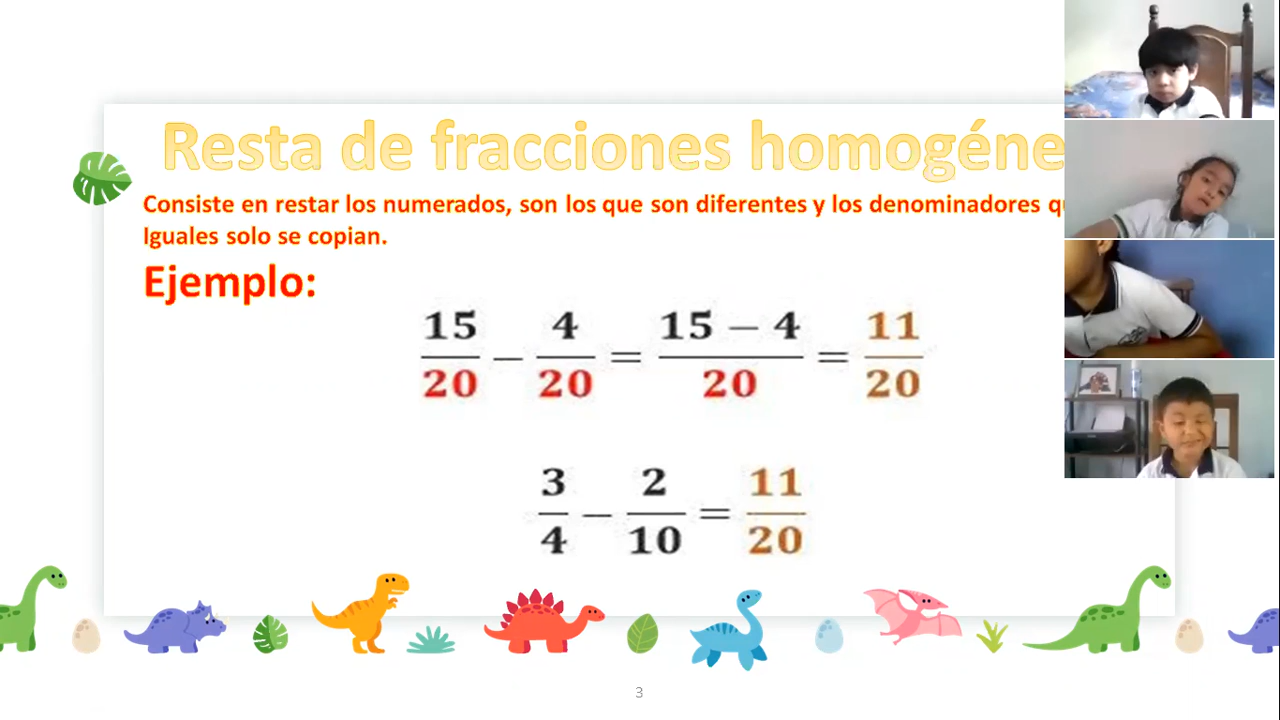 Resta de fracciones homogéne
Consiste en restar los numerados, son los que son diferentes y los denominadores qu
Iguales solo se copian.
Ejemplo:
15/20 − 4/20 = 15 − 4/20 = 11/20
3/4 − 2/10 = 11/20
3